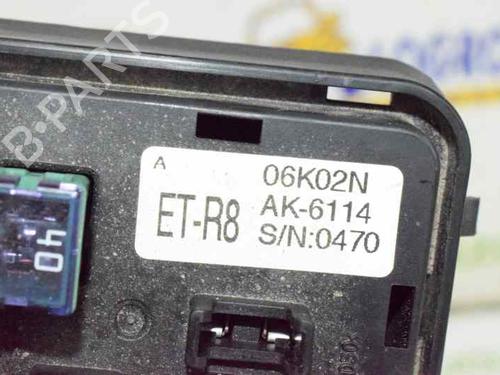 B-PARTS
A
06K02N
ET-R8
AK-6114
S/N:0470
40